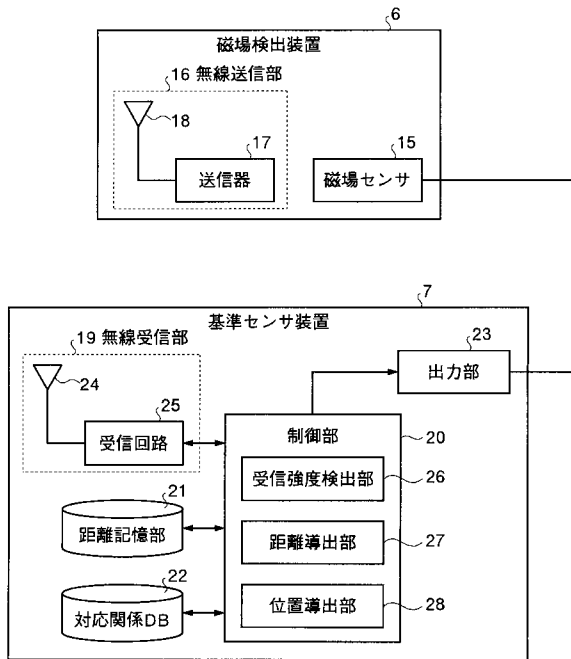 6
磁場検出装置
16 無線送信部
18
17
送信器
15
磁場センサ
7
基準センサ装置
19 無線受信部
24
25
受信回路
23
出力部
制御部
20
受信強度検出部
26
21
距離記憶部
距離導出部
27
22
対応関係DB
位置導出部
28